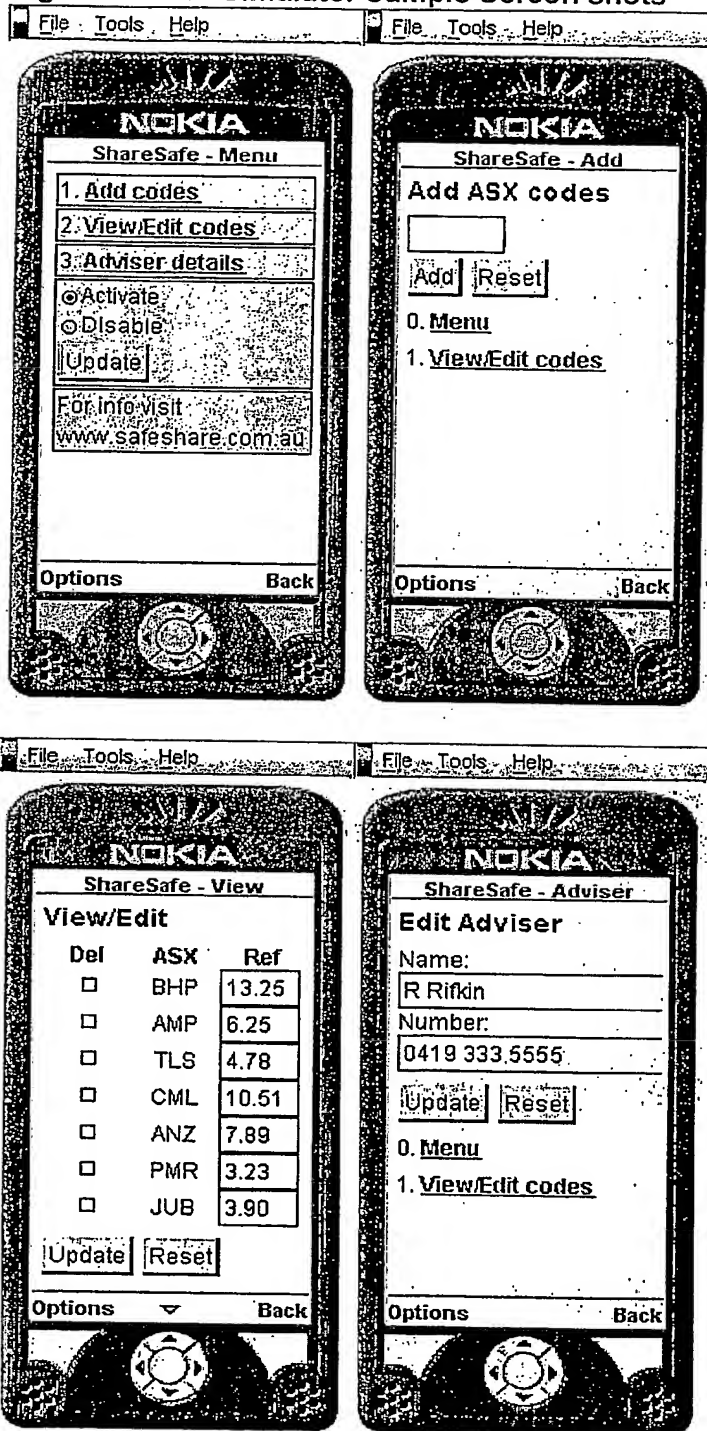 Simulator Sample Screen shots
File Tools Help
NOKIA
ShareSafe - Menu
1. Add codes
2. View/Edit codes
3. Adviser details
Activate
Disable
Update
For info visit
www.safeshare.com.au
Options Back
File Tools Help
NOKIA
ShareSafe - Add
Add ASX codes
Add Reset
0. Menu
1. View/Edit codes
Options Back
File Tools Help
NOKIA
ShareSafe - View
View/Edit
Del ASX Ref
BHP 13.25
AMP 6.25
TLS 4.78
CML 10.51
ANZ 7.89
PMR 3.23
JUB 3.90
Update Reset
Options Back
File Tools Help
NOKIA
ShareSafe - Adviser
Edit Adviser
Name:
R Rifkin
Number:
0419 333 5555
Update Reset
0. Menu
1. View/Edit codes
Options Back